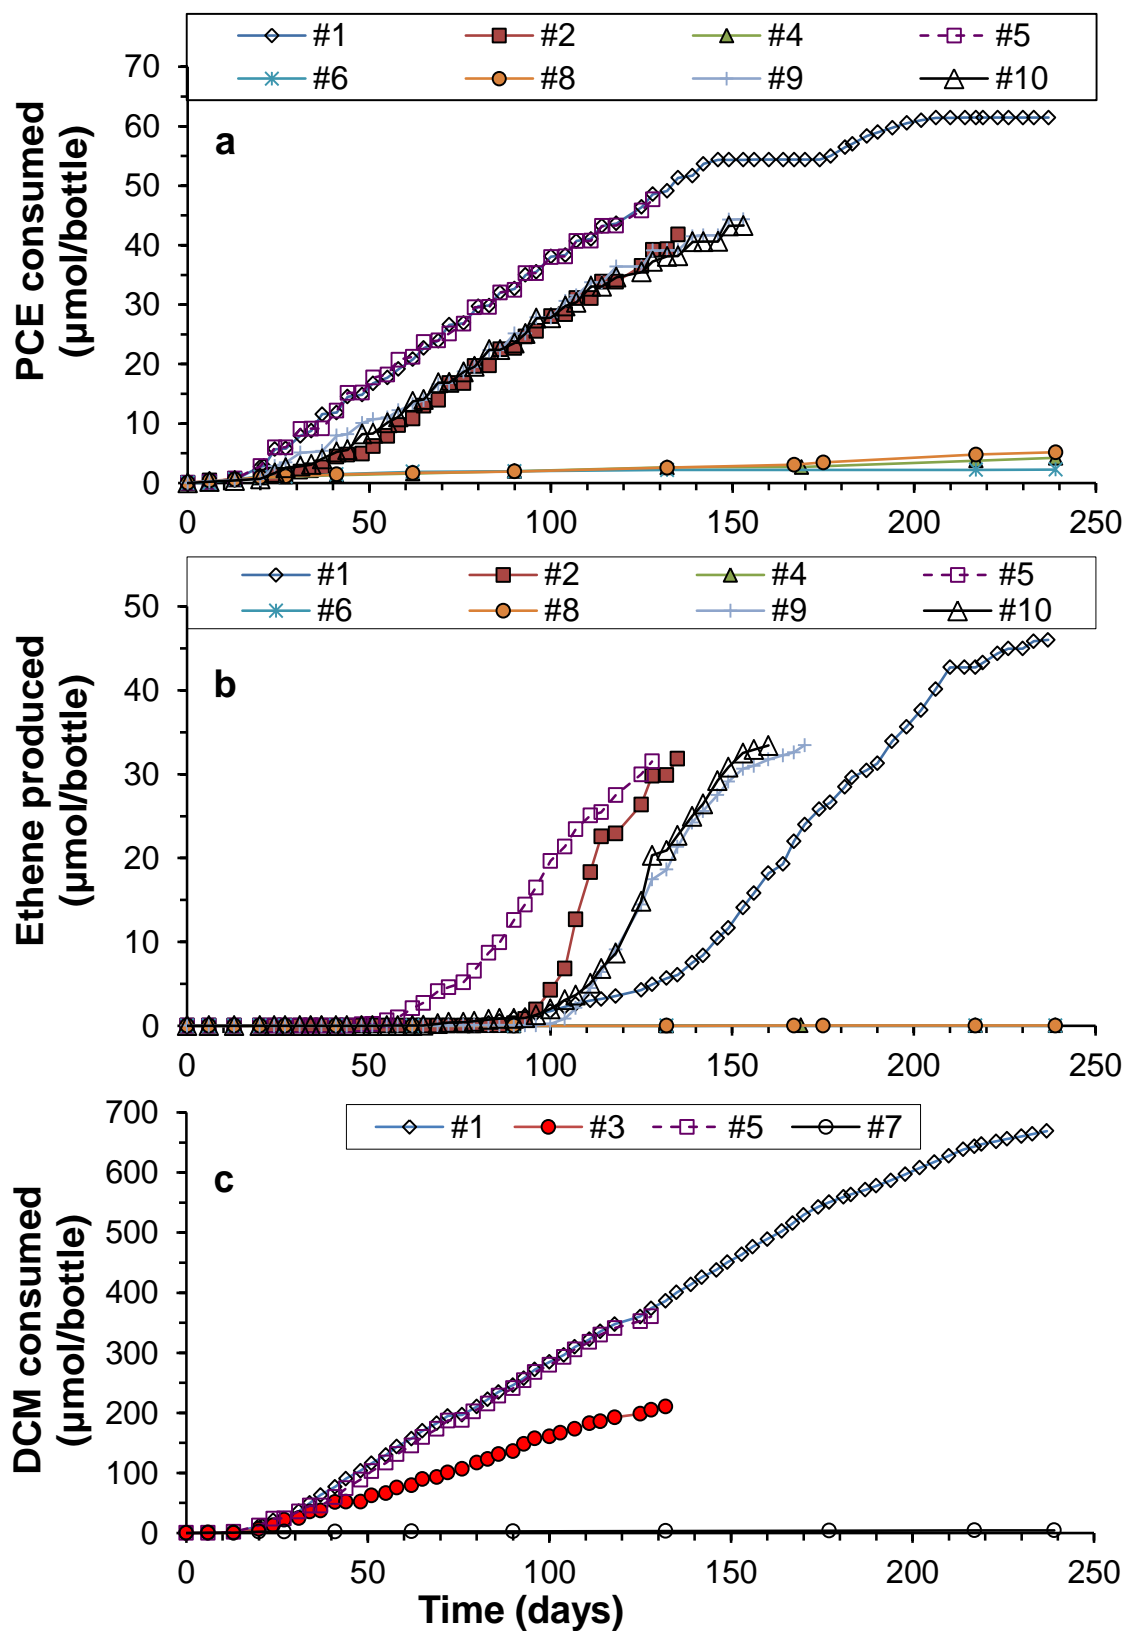 #1 #2 #4 #5
#6 #8 #9 #10
a
PCE consumed
(μmol/bottle)
70
60
50
40
30
20
10
0
0 50 100 150 200 250
#1 #2 #4 #5
#6 #8 #9 #10
b
Ethene produced
(μmol/bottle)
50
40
30
20
10
0
0 50 100 150 200 250
#1 #3 #5 #7
c
DCM consumed
(μmol/bottle)
700
600
500
400
300
200
100
0
0 50 100 150 200 250
Time (days)